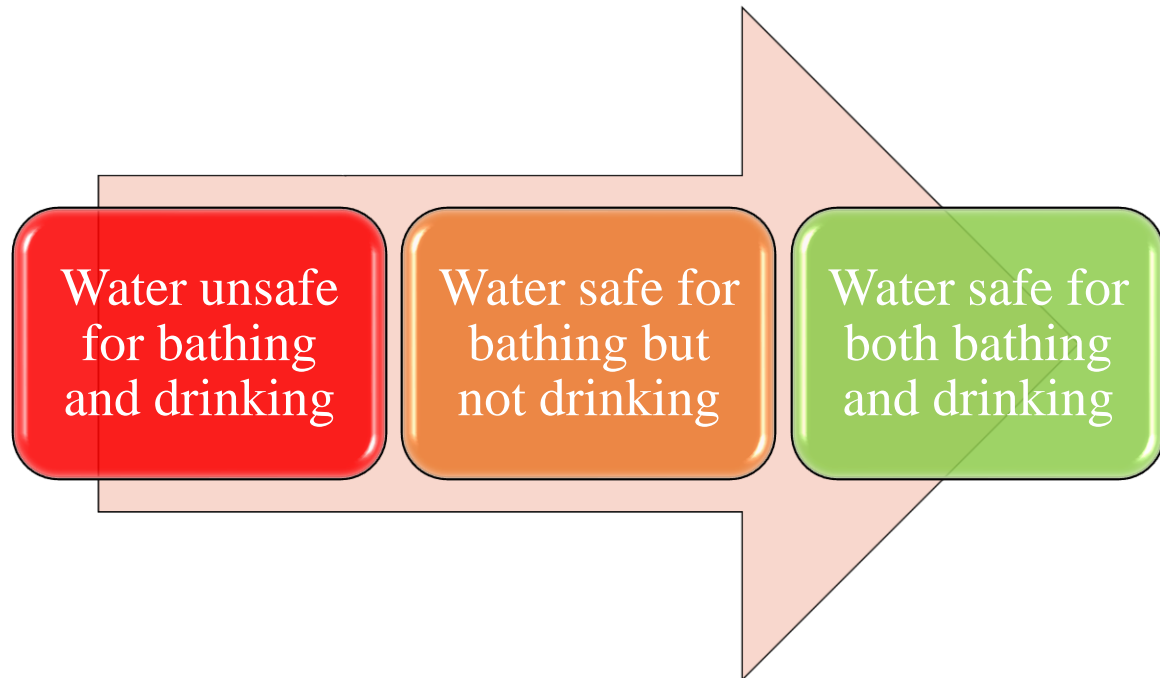 Water unsafe
for bathing
and drinking
Water safe for
bathing but
not drinking
Water safe for
both bathing
and drinking